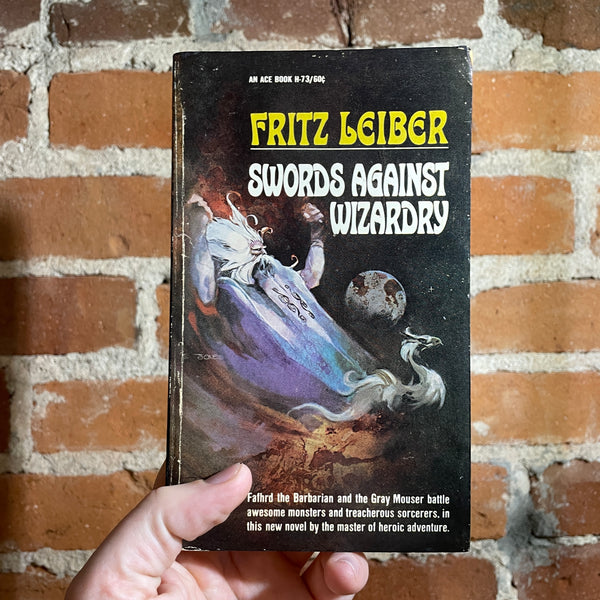 AN ACE BOOK H-73/60¢
FRITZ LEIBER
SWORDS AGAINST
WIZARDRY
JONES
Fafhrd the Barbarian and the Gray Mouser battle
awesome monsters and treacherous sorcerers, in
this new novel by the master of heroic adventure.